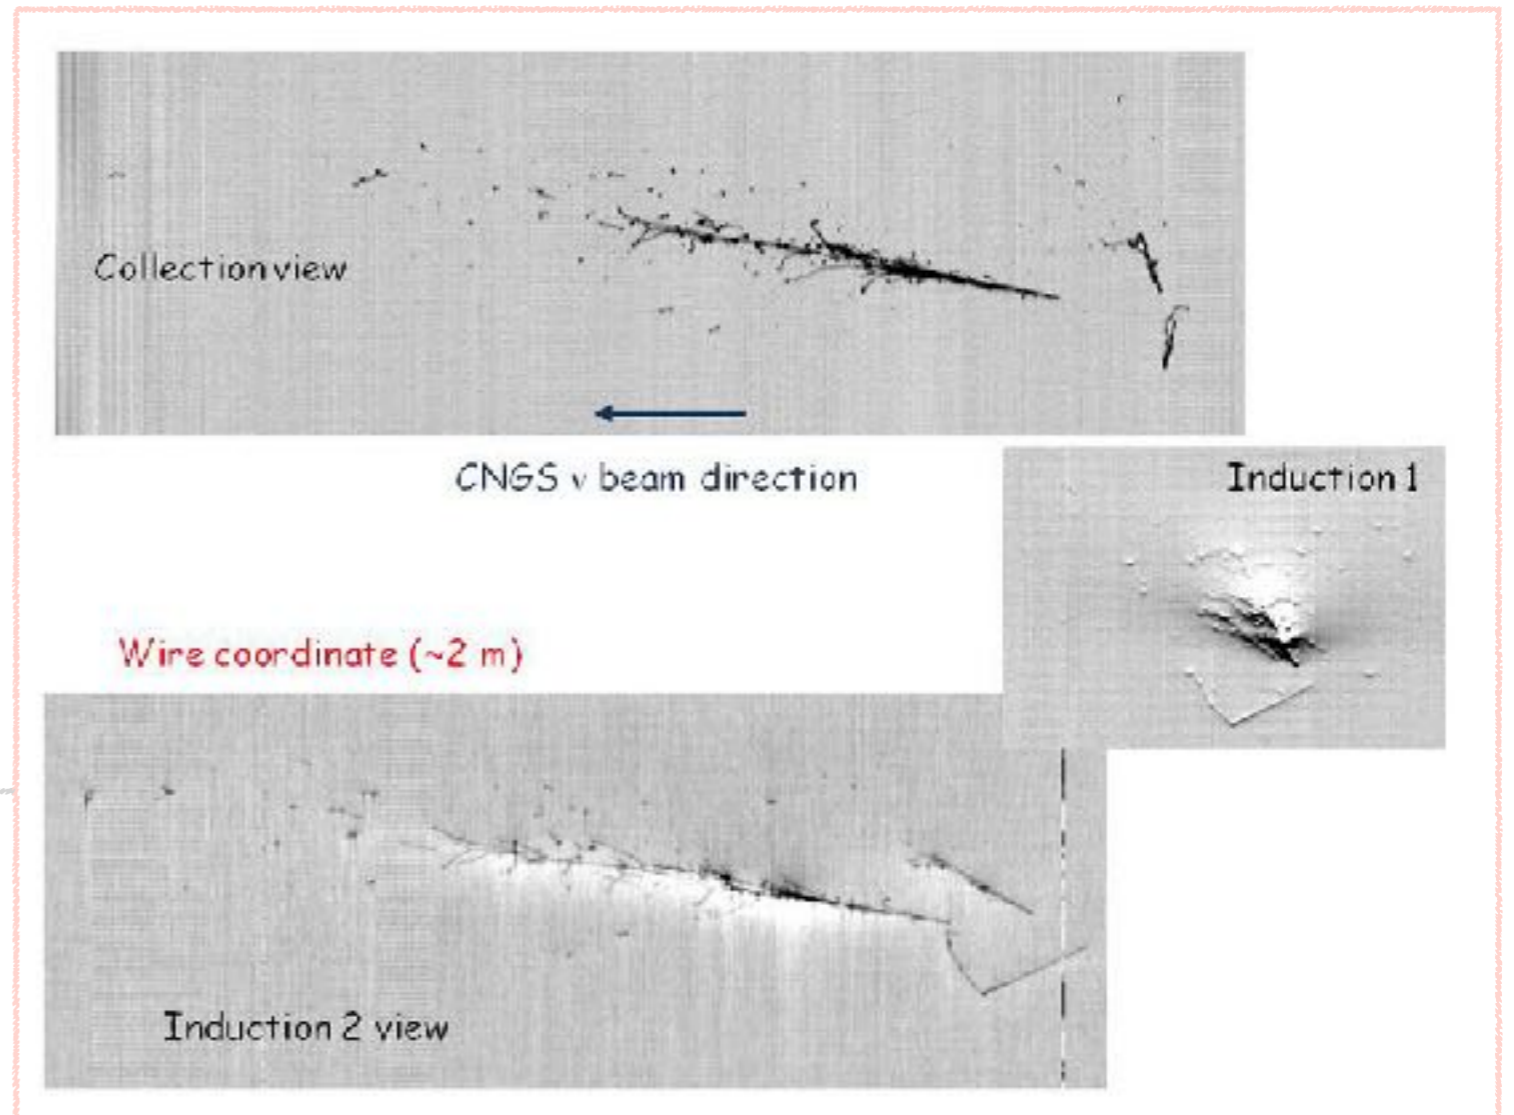 Collection view
CNGS ν beam direction
Induction 1
Wire coordinate (~2 m)
Induction 2 view